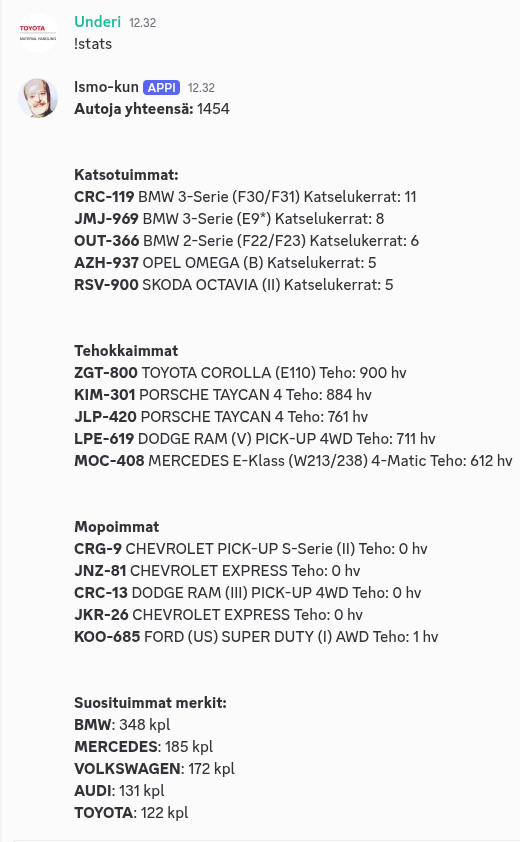 TOYOTA
MATERIAL HANDLING
Underi 12.32
!stats
Ismo-kun APPI 12.32
Autoja yhteensä: 1454
Katsotuimmat:
CRC-119 BMW 3-Serie (F30/F31) Katselukerrat: 11
JMJ-969 BMW 3-Serie (E9*) Katselukerrat: 8
OUT-366 BMW 2-Serie (F22/F23) Katselukerrat: 6
AZH-937 OPEL OMEGA (B) Katselukerrat: 5
RSV-900 SKODA OCTAVIA (II) Katselukerrat: 5
Tehokkaimmat
ZGT-800 TOYOTA COROLLA (E110) Teho: 900 hv
KIM-301 PORSCHE TAYCAN 4 Teho: 884 hv
JLP-420 PORSCHE TAYCAN 4 Teho: 761 hv
LPE-619 DODGE RAM (V) PICK-UP 4WD Teho: 711 hv
MOC-408 MERCEDES E-Klass (W213/238) 4-Matic Teho: 612 hv
Mopoimmat
CRG-9 CHEVROLET PICK-UP S-Serie (II) Teho: 0 hv
JNZ-81 CHEVROLET EXPRESS Teho: 0 hv
CRC-13 DODGE RAM (III) PICK-UP 4WD Teho: 0 hv
JKR-26 CHEVROLET EXPRESS Teho: 0 hv
KOO-685 FORD (US) SUPER DUTY (I) AWD Teho: 1 hv
Suosituimmat merkit:
BMW: 348 kpl
MERCEDES: 185 kpl
VOLKSWAGEN: 172 kpl
AUDI: 131 kpl
TOYOTA: 122 kpl